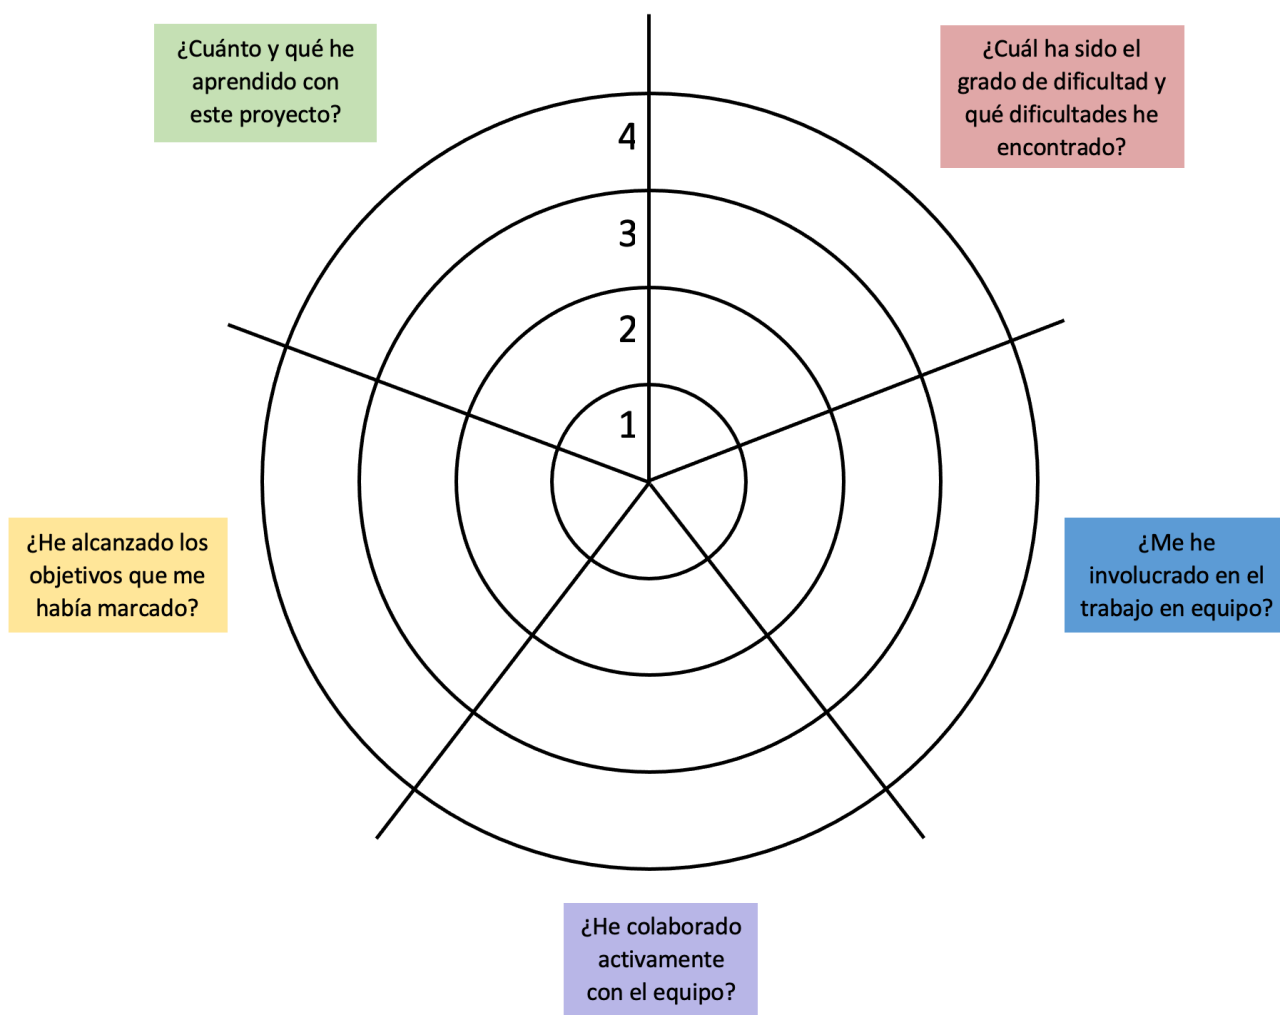 ¿Cuánto y qué he
aprendido con
este proyecto?
¿Cuál ha sido el
grado de dificultad y
qué dificultades he
encontrado?
4
3
2
1
¿He alcanzado los
objetivos que me
había marcado?
¿Me he
involucrado en el
trabajo en equipo?
¿He colaborado
activamente
con el equipo?